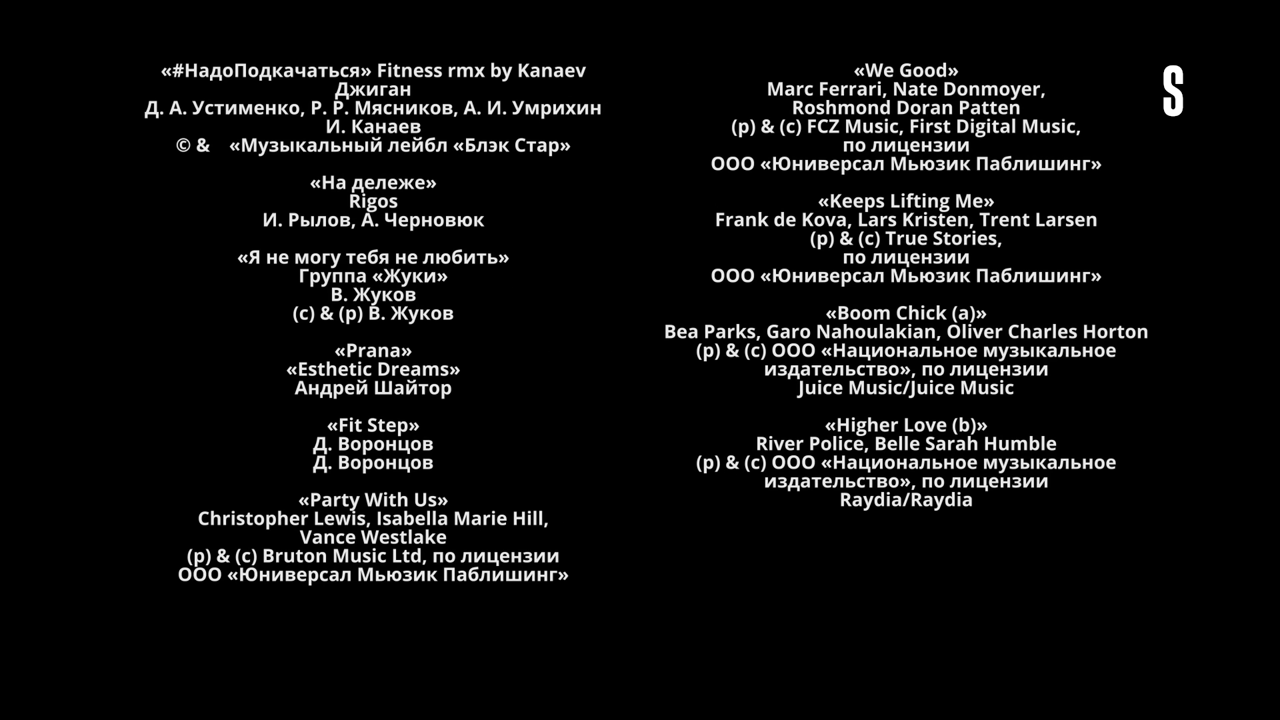 «#НадоПодкачаться» Fitness rmx by Kanaev
Джиган
Д. А. Устименко, Р. Р. Мясников, А. И. Умрихин
И. Канаев
© & «Музыкальный лейбл «Блэк Стар»
«На дележе»
Rigos
И. Рылов, А. Черновюк
«Я не могу тебя не любить»
Группа «Жуки»
В. Жуков
(c) & (p) В. Жуков
«Prana»
«Esthetic Dreams»
Андрей Шайтор
«Fit Step»
Д. Воронцов
Д. Воронцов
«Party With Us»
Christopher Lewis, Isabella Marie Hill,
Vance Westlake
(p) & (c) Bruton Music Ltd, по лицензии
ООО «Юниверсал Мьюзик Паблишинг»
«We Good»
Marc Ferrari, Nate Donmoyer,
Roshmond Doran Patten
(p) & (c) FCZ Music, First Digital Music,
по лицензии
ООО «Юниверсал Мьюзик Паблишинг»
«Keeps Lifting Me»
Frank de Kova, Lars Kristen, Trent Larsen
(p) & (c) True Stories,
по лицензии
ООО «Юниверсал Мьюзик Паблишинг»
«Boom Chick (a)»
Bea Parks, Garo Nahoulakian, Oliver Charles Horton
(p) & (c) ООО «Национальное музыкальное
издательство», по лицензии
Juice Music/Juice Music
«Higher Love (b)»
River Police, Belle Sarah Humble
(p) & (c) ООО «Национальное музыкальное
издательство», по лицензии
Raydia/Raydia
S